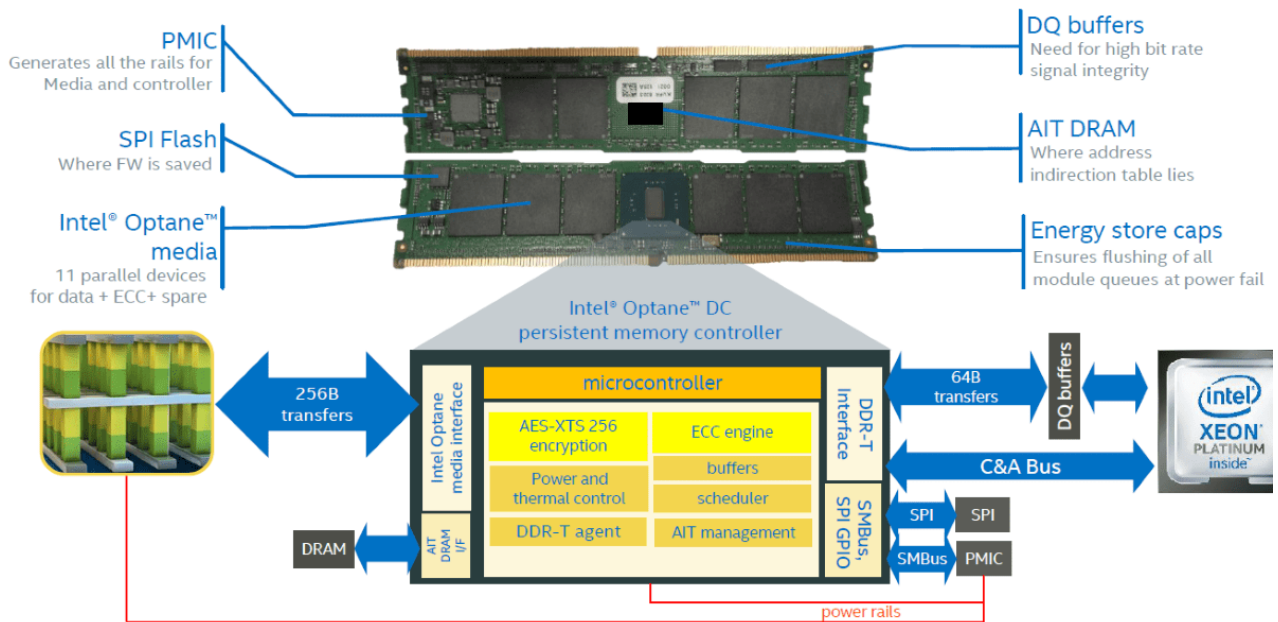 PMIC
Generates all the rails for
Media and controller
SPI Flash
Where FW is saved
Intel® Optane™
media
11 parallel devices
for data + ECC+ spare
DQ buffers
Need for high bit rate
signal integrity
AIT DRAM
Where address
indirection table lies
Energy store caps
Ensures flushing of all
module queues at power fail
Intel® Optane™ DC
persistent memory controller
256B
transfers
Intel Optane
media interface
microcontroller
AES-XTS 256
encryption
ECC engine
buffers
Power and
thermal control
scheduler
DDR-T agent
AIT management
DDR-T
Interface
64B
transfers
DQ buffers
intel®
XEON
PLATINUM
inside™
C&A Bus
DRAM
AIT
DRAM
I/F
SMBus,
SPI GPIO
SPI
SPI
SMBus
PMIC
power rails